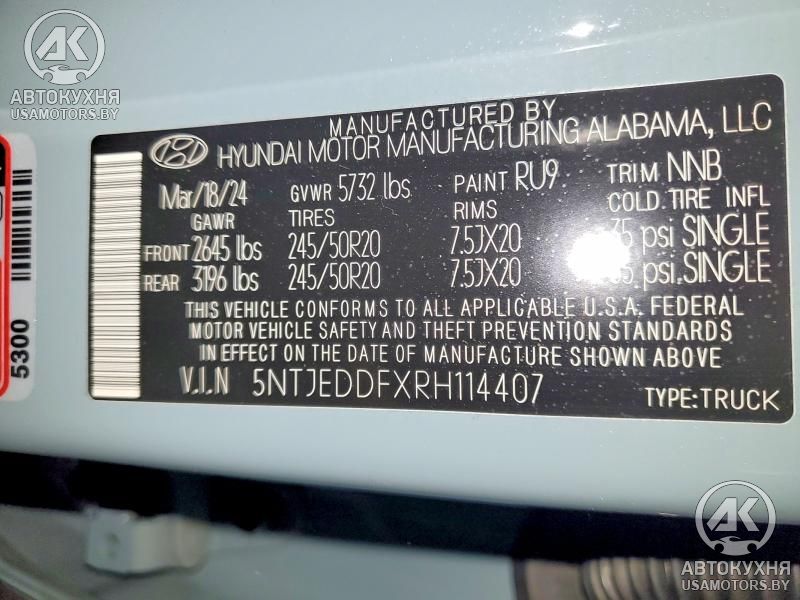 AK
АВТОКУХНЯ
USAMOTORS.BY
5300
MANUFACTURED BY
HYUNDAI MOTOR MANUFACTURING ALABAMA, LLC
Mar/18/24 GVWR 5732 lbs PAINT RU9 TRIM NNB
GAWR TIRES RIMS COLD TIRE INFL
FRONT 2645 lbs 245/50R20 7.5JX20 psi SINGLE
REAR 3196 lbs 245/50R20 7.5JX20 psi SINGLE
THIS VEHICLE CONFORMS TO ALL APPLICABLE U.S.A. FEDERAL
MOTOR VEHICLE SAFETY AND THEFT PREVENTION STANDARDS
IN EFFECT ON THE DATE OF MANUFACTURE SHOWN ABOVE
V.I.N 5NTJEDDFXRH114407 TYPE:TRUCK
AK
АВТОКУХНЯ
USAMOTORS.BY